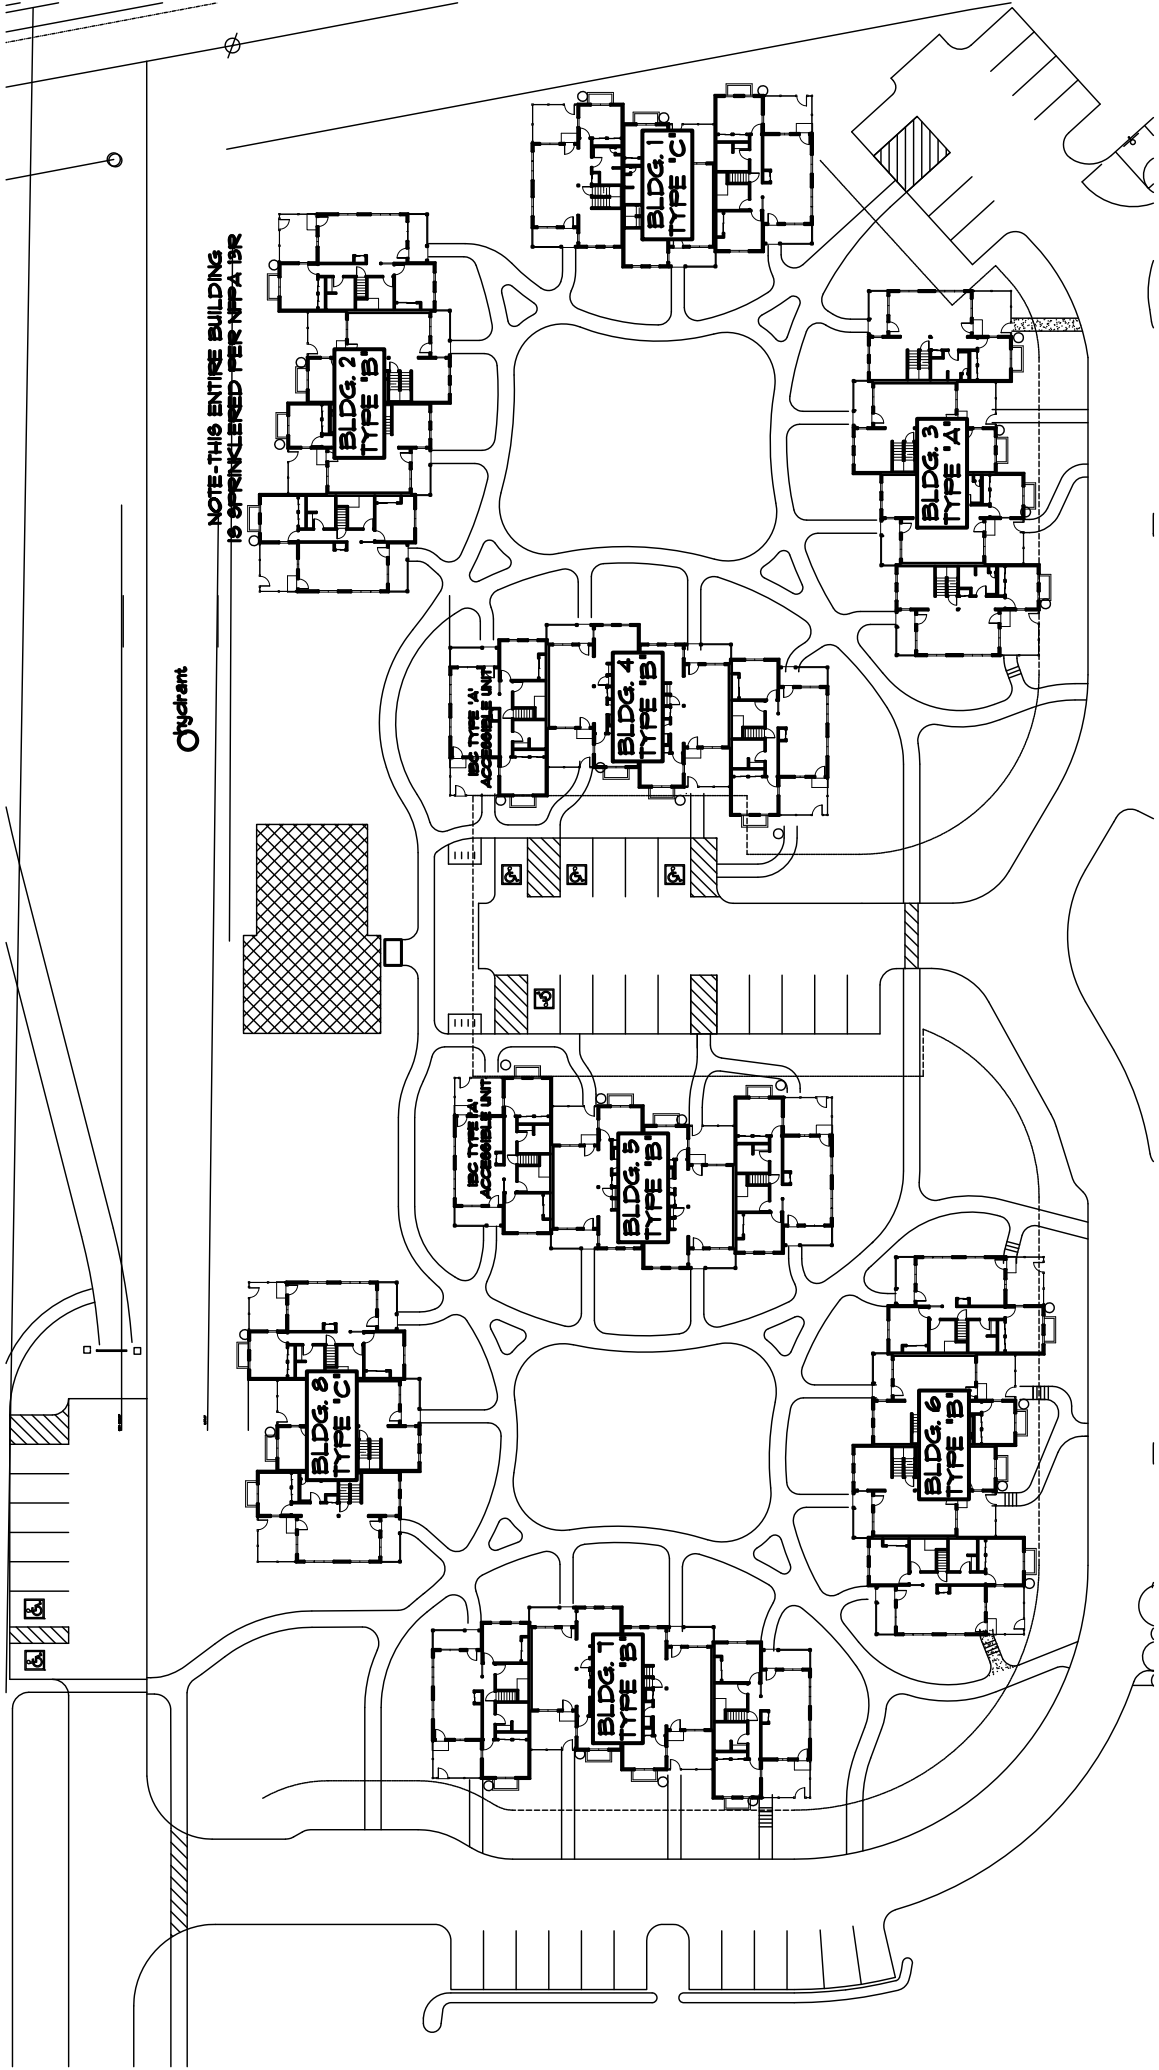 BLDG. 1
TYPE 'C'
NOTE-THIS ENTIRE BUILDING
IS SPRINKLERED PER NFPA 13R
BLDG. 2
TYPE 'B'
BLDG. 3
TYPE 'A'
hydrant
IBC TYPE 'A'
ACCESSIBLE UNIT
BLDG. 4
TYPE 'B'
IBC TYPE 'A'
ACCESSIBLE UNIT
BLDG. 5
TYPE 'B'
BLDG. 8
TYPE 'C'
BLDG. 6
TYPE 'B'
BLDG. 7
TYPE 'B'